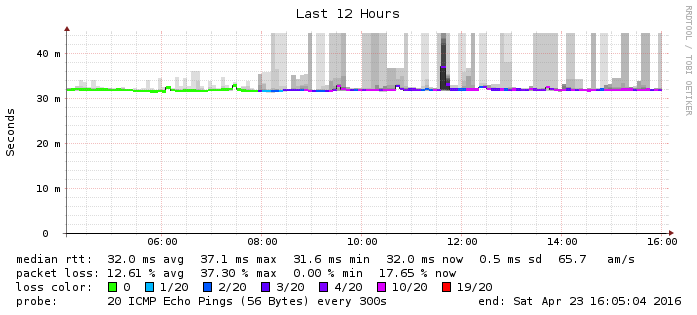 Last 12 Hours
RRDTOOL / TOBI OETIKER
Seconds
40 m
30 m
20 m
10 m
0
06:00 08:00 10:00 12:00 14:00 16:00
median rtt: 32.0 ms avg 37.1 ms max 31.6 ms min 32.0 ms now 0.5 ms sd 65.7 am/s
packet loss: 12.61 % avg 37.30 % max 0.00 % min 17.65 % now
loss color: 0 1/20 2/20 3/20 4/20 10/20 19/20
probe: 20 ICMP Echo Pings (56 Bytes) every 300s end: Sat Apr 23 16:05:04 2016